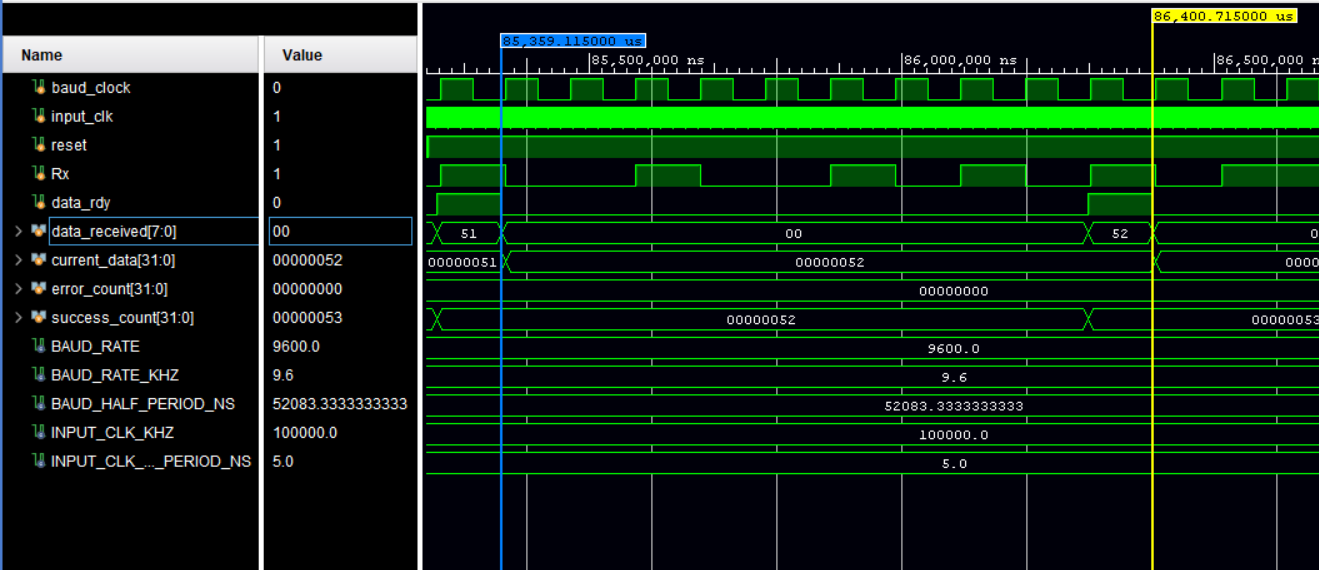 86,400.715000 us
85,359.115000 us
Name Value
85,500,000 ns 86,000,000 ns 86,500,000 n
baud_clock 0
input_clk 1
reset 1
Rx 1
data_rdy 0
data_received[7:0] 00 51 00 52 0
current_data[31:0] 00000052 00000051 00000052 0000
error_count[31:0] 00000000 00000000
success_count[31:0] 00000053 00000052 00000053
BAUD_RATE 9600.0 9600.0
BAUD_RATE_KHZ 9.6 9.6
BAUD_HALF_PERIOD_NS 52083.3333333333 52083.3333333333
INPUT_CLK_KHZ 100000.0 100000.0
INPUT_CLK_..._PERIOD_NS 5.0 5.0